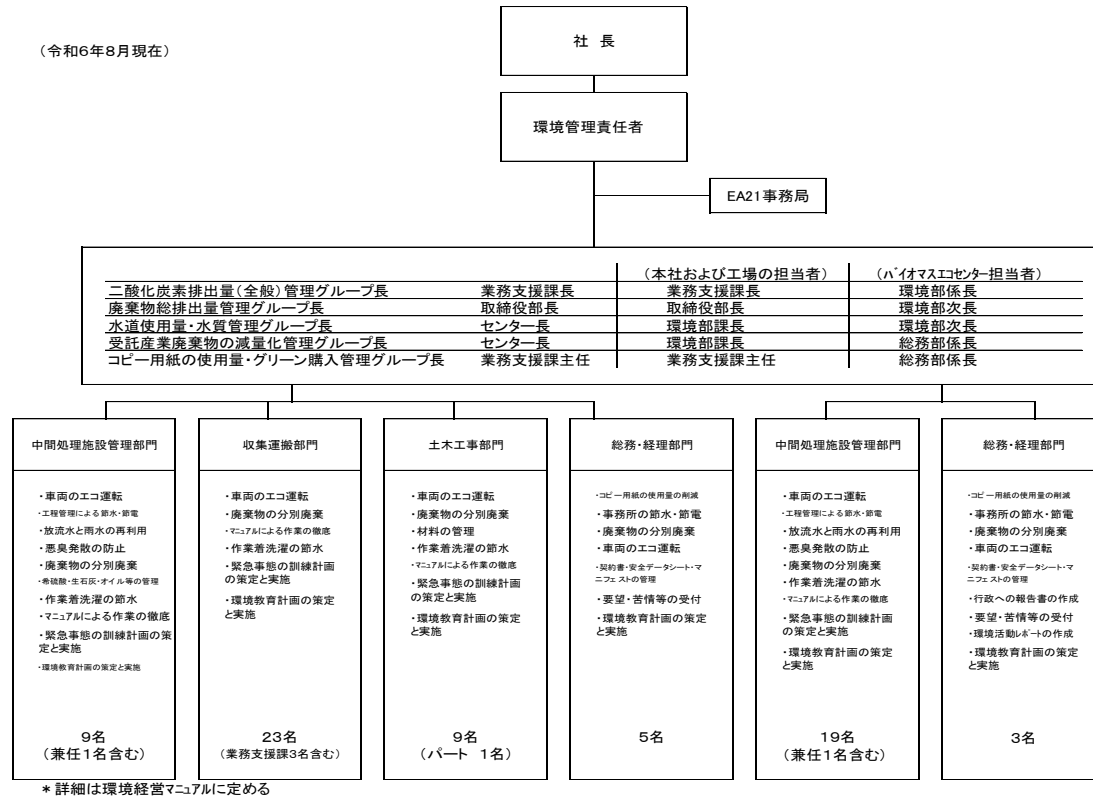 (令和6年8月現在)
社 長
環境管理責任者
EA21事務局
(本社および工場の担当者) (バイオマスエコセンター担当者)
二酸化炭素排出量(全般)管理グループ長 業務支援課長 業務支援課長 環境部係長
廃棄物総排出量管理グループ長 取締役部長 取締役部長 環境部次長
水道使用量・水質管理グループ長 センター長 環境部課長 環境部次長
受託産業廃棄物の減量化管理グループ長 センター長 環境部課長 総務部係長
コピー用紙の使用量・グリーン購入管理グループ長 業務支援課主任 業務支援課主任 総務部係長
中間処理施設管理部門
・車両のエコ運転
・工程管理による節水・節電
・放流水と雨水の再利用
・悪臭発散の防止
・廃棄物の分別廃棄
・希硫酸・生石灰・オイル等の管理
・作業着洗濯の節水
・マニュアルによる作業の徹底
・緊急事態の訓練計画の策
定と実施
・環境教育計画の策定と実施
9名
(兼任1名含む)
収集運搬部門
・車両のエコ運転
・廃棄物の分別廃棄
・マニュアルによる作業の徹底
・作業着洗濯の節水
・緊急事態の訓練計画
の策定と実施
・環境教育計画の策定
と実施
23名
(業務支援課3名含む)
土木工事部門
・車両のエコ運転
・廃棄物の分別廃棄
・材料の管理
・作業着洗濯の節水
・マニュアルによる作業の徹底
・緊急事態の訓練計画
の策定と実施
・環境教育計画の策定
と実施
9名
(パート 1名)
総務・経理部門
・コピー用紙の使用量の削減
・事務所の節水・節電
・廃棄物の分別廃棄
・車両のエコ運転
・契約書・安全データシート・マ
ニフェストの管理
・要望・苦情等の受付
・環境教育計画の策定
と実施
5名
中間処理施設管理部門
・車両のエコ運転
・工程管理による節水・節電
・放流水と雨水の再利用
・悪臭発散の防止
・廃棄物の分別廃棄
・作業着洗濯の節水
・マニュアルによる作業の徹底
・緊急事態の訓練計画
の策定と実施
・環境教育計画の策定
と実施
19名
(兼任1名含む)
総務・経理部門
・コピー用紙の使用量の削減
・事務所の節水・節電
・廃棄物の分別廃棄
・車両のエコ運転
・契約書・安全データシート・マ
ニフェストの管理
・行政への報告書の作成
・要望・苦情等の受付
・環境活動レポートの作成
・環境教育計画の策定
と実施
3名
*詳細は環境経営マニュアルに定める